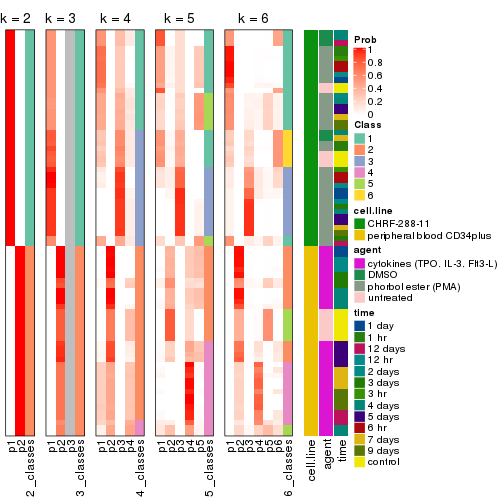 k = 2
k = 3
k = 4
k = 5
k = 6
p1
p2
2_classes
p1
p2
p3
3_classes
p1
p2
p3
p4
4_classes
p1
p2
p3
p4
p5
5_classes
p1
p2
p3
p4
p5
p6
6_classes
cell.line
agent
time
Prob
1
0.8
0.6
0.4
0.2
0
Class
1
2
3
4
5
6
cell.line
CHRF-288-11
peripheral blood CD34plus
agent
cytokines (TPO. IL-3. Flt3-L)
DMSO
phorbol ester (PMA)
untreated
time
1 day
1 hr
12 days
12 hr
2 days
3 days
3 hr
4 days
5 days
6 hr
7 days
9 days
control